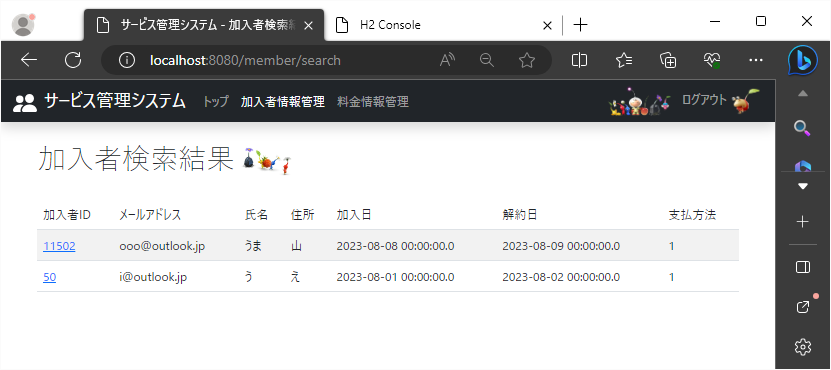 サービス管理システム - 加入者検索結
H2 Console
localhost:8080/member/search
サービス管理システム トップ 加入者情報管理 料金情報管理 ログアウト
加入者検索結果
加入者ID メールアドレス 氏名 住所 加入日 解約日 支払方法
11502 ooo@outlook.jp うま 山 2023-08-08 00:00:00.0 2023-08-09 00:00:00.0 1
50 i@outlook.jp う え 2023-08-01 00:00:00.0 2023-08-02 00:00:00.0 1